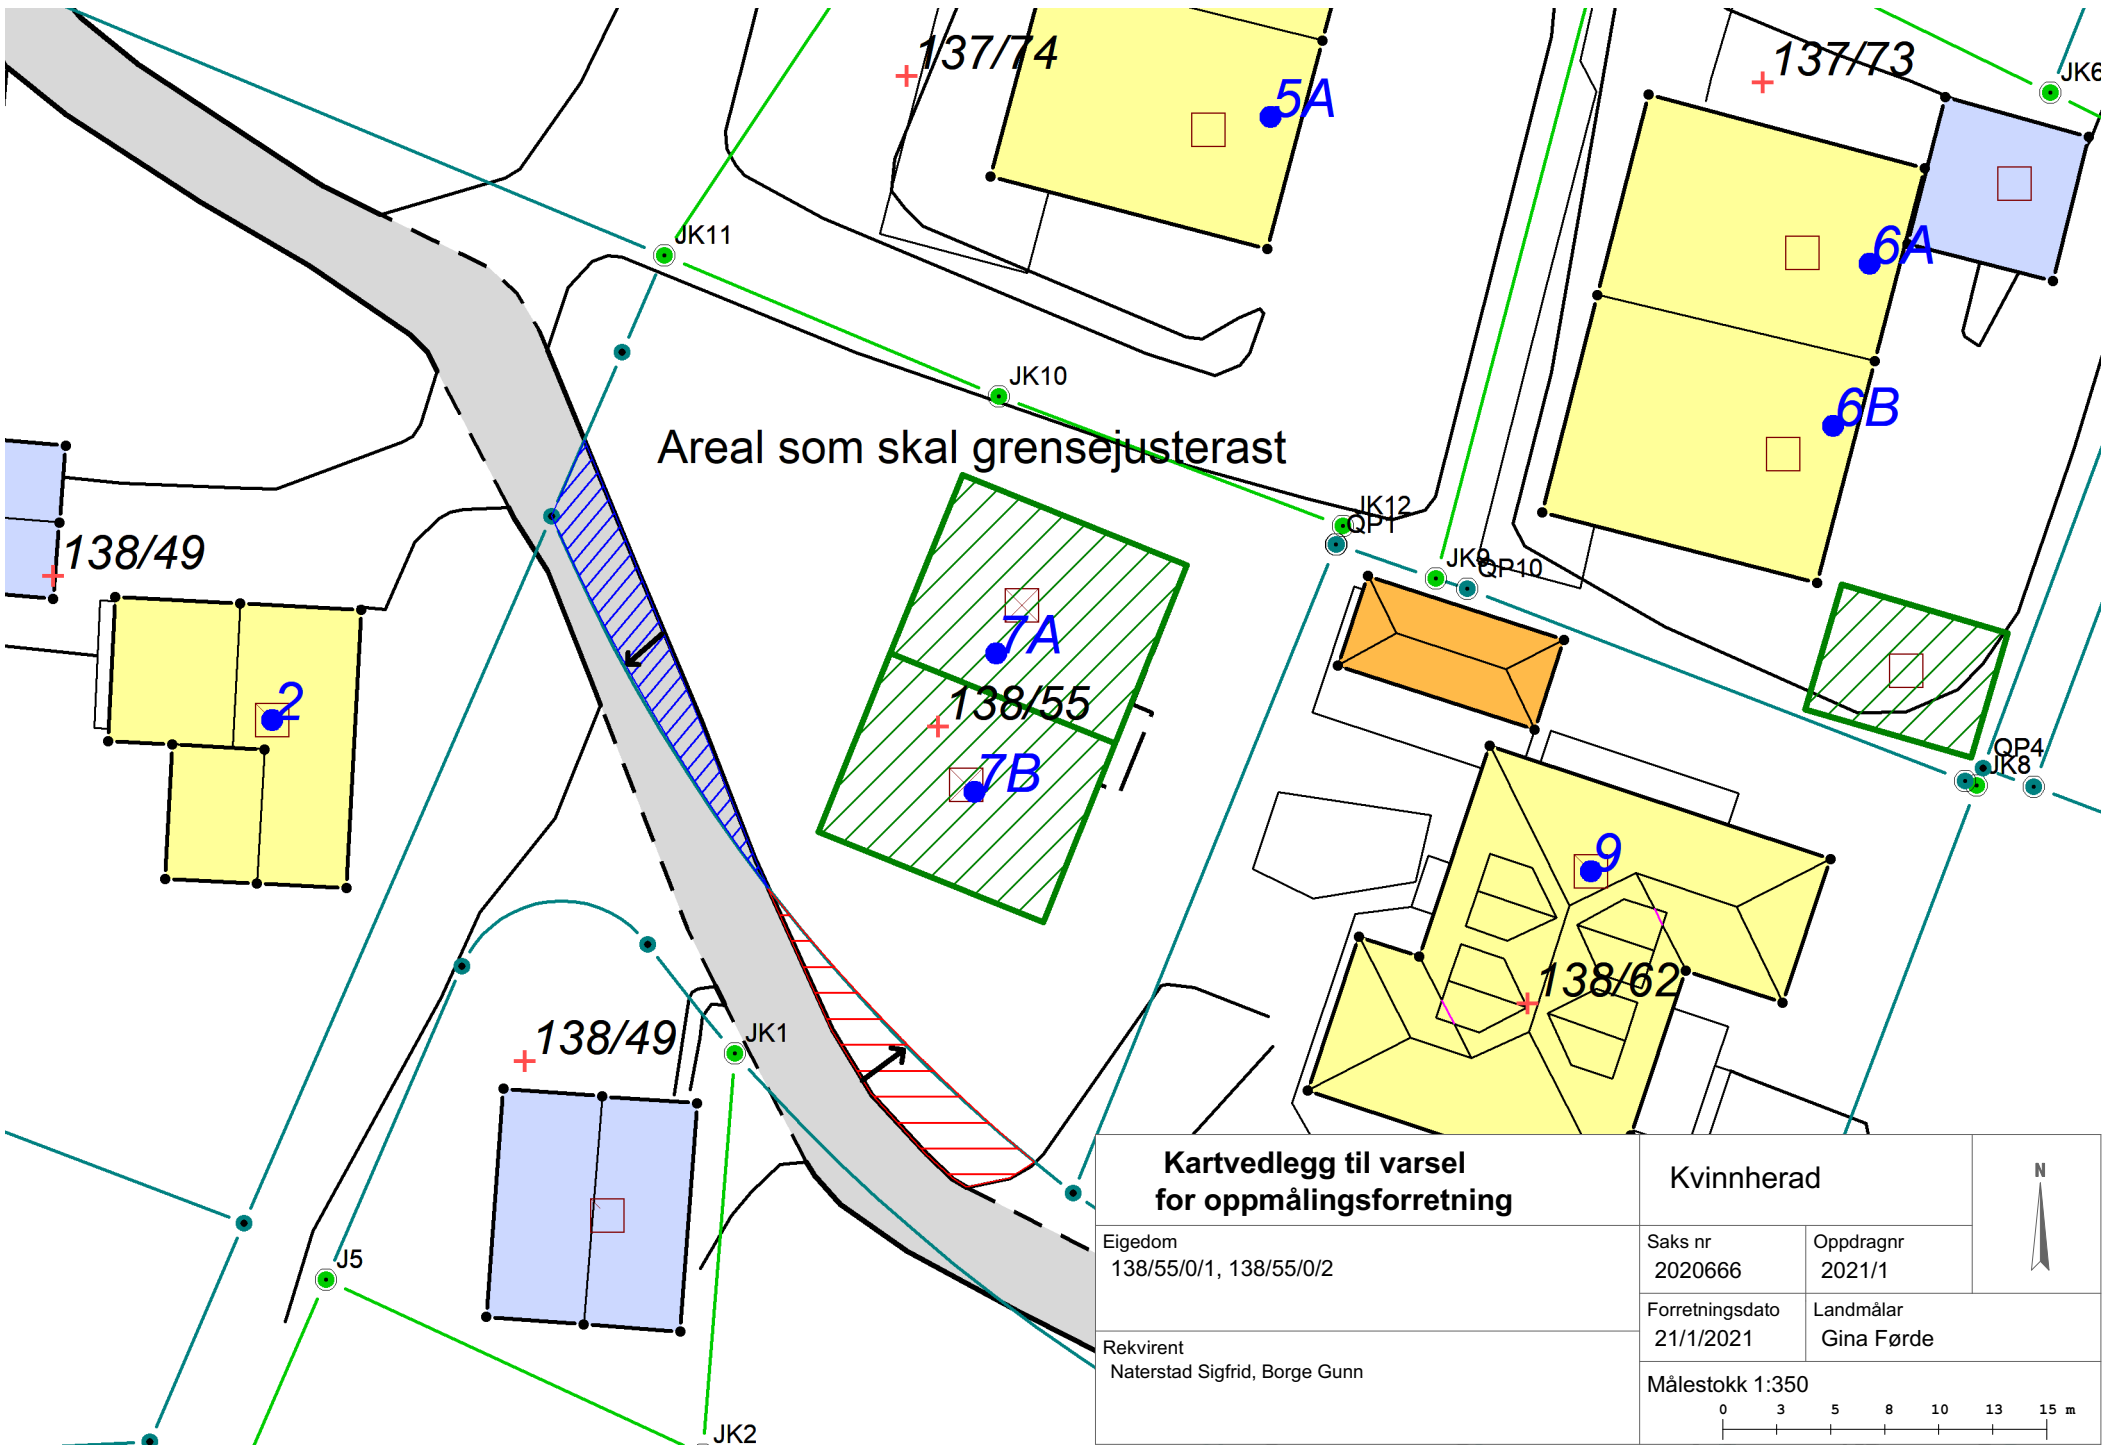 137/74
137/73
JK6
5A
6A
JK11
JK10
6B
Areal som skal grensejusterast
JK12
QP1
138/49
JK9
QP10
7A
2
138/55
QP4
7B
JK8
9
138/62
138/49
JK1
J5
JK2
Kartvedlegg til varsel
for oppmålingsforretning
Kvinnherad
N
Eigedom
138/55/0/1, 138/55/0/2
Saks nr
2020666
Oppdragnr
2021/1
Forretningsdato
21/1/2021
Landmålar
Gina Førde
Rekvirent
Naterstad Sigfrid, Borge Gunn
Målestokk 1:350
0 3 5 8 10 13 15 m